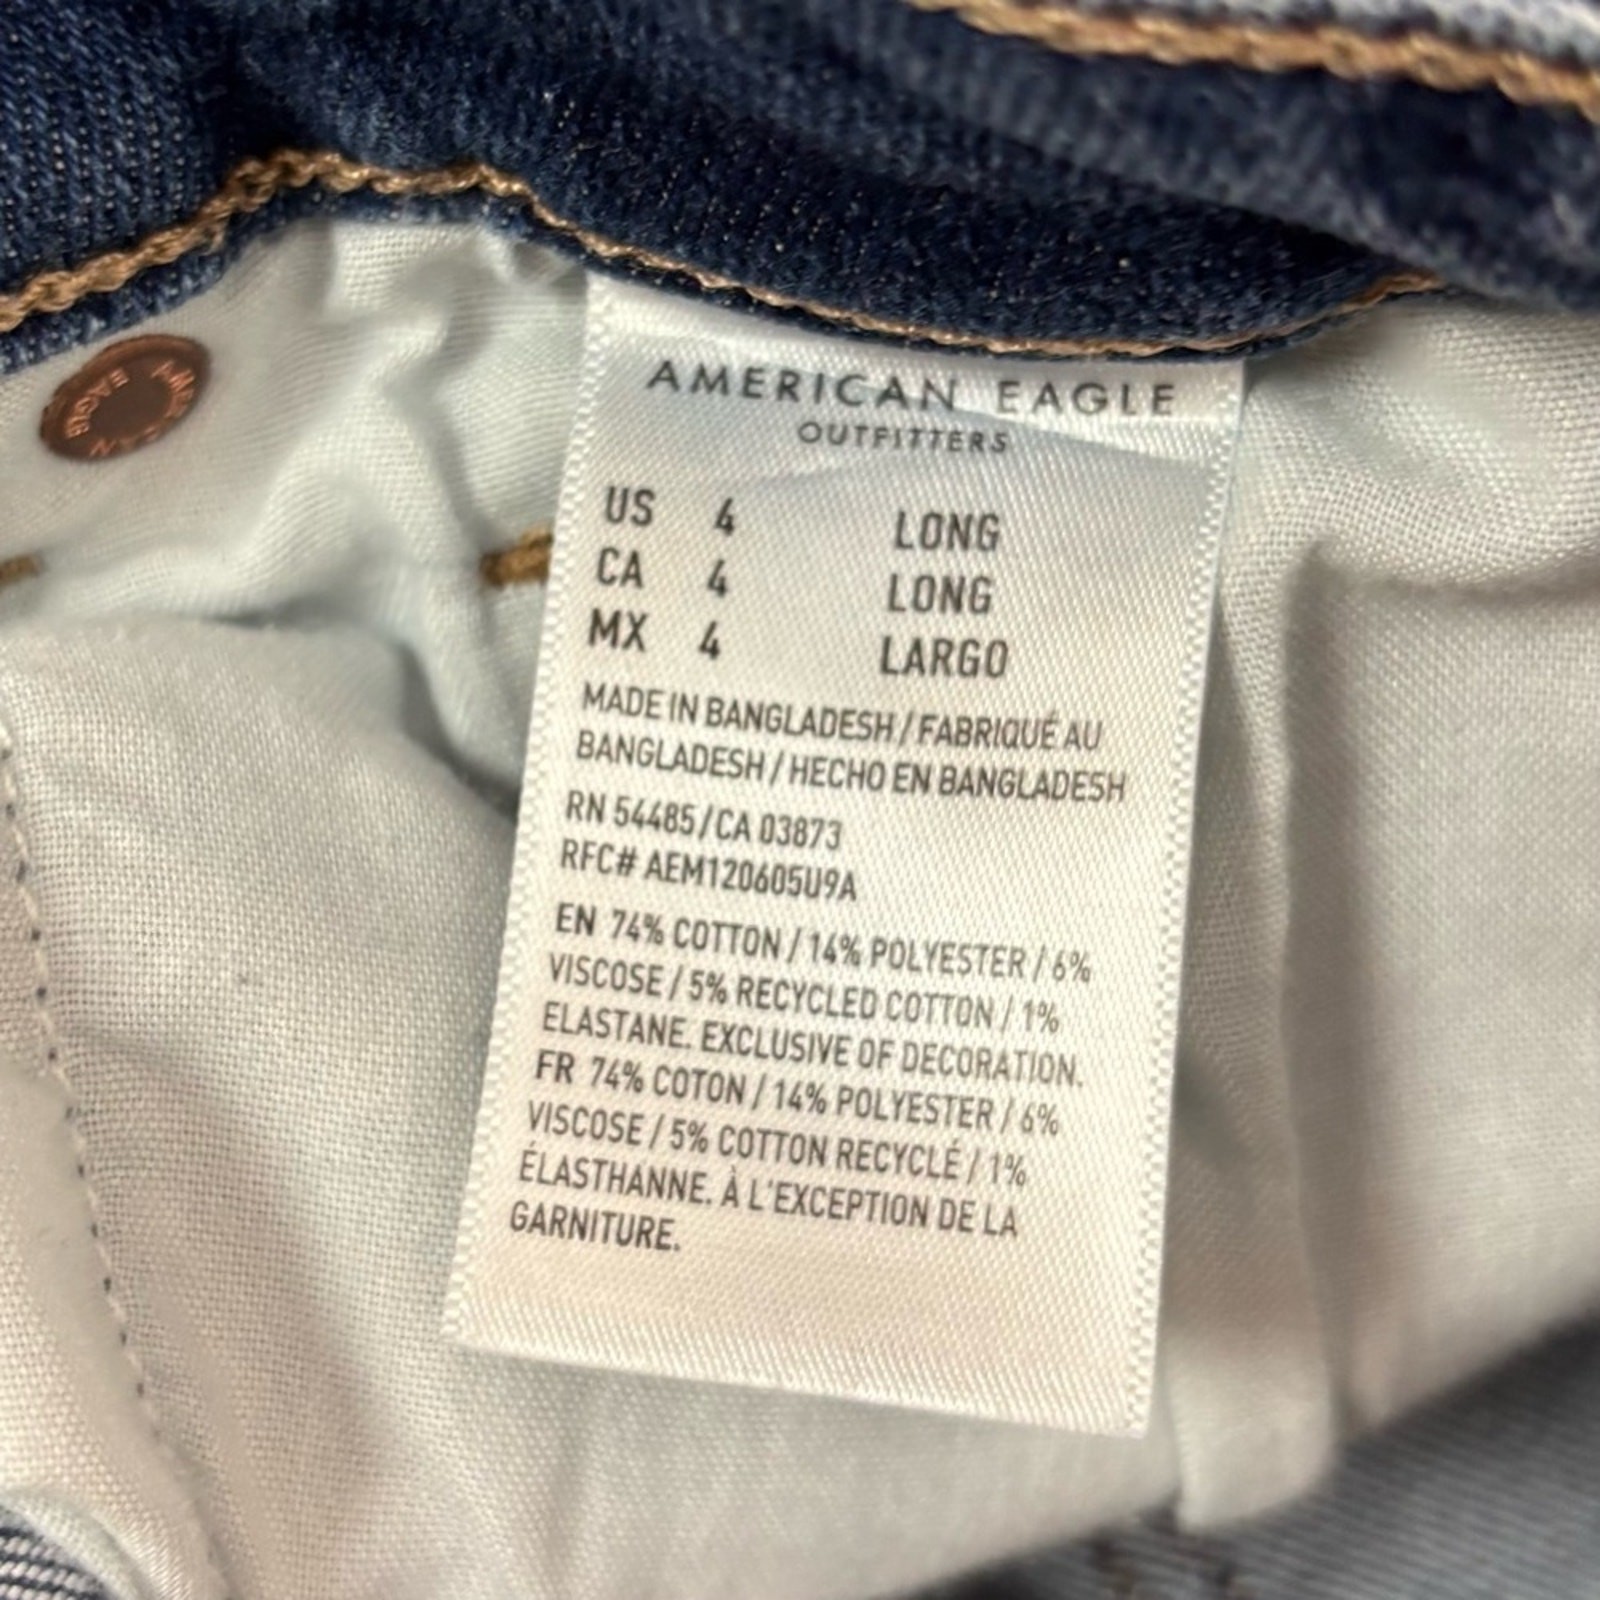 AMERICAN EAGLE
OUTFITTERS
US 4 LONG
CA 4 LONG
MX 4 LARGO
MADE IN BANGLADESH / FABRIQUÉ AU
BANGLADESH / HECHO EN BANGLADESH
RN 54485 / CA 03873
RFC# AEM120605U9A
EN 74% COTTON / 14% POLYESTER / 6%
VISCOSE / 5% RECYCLED COTTON / 1%
ELASTANE. EXCLUSIVE OF DECORATION.
FR 74% COTON / 14% POLYESTER / 6%
VISCOSE / 5% COTTON RECYCLÉ / 1%
ÉLASTHANNE. À L'EXCEPTION DE LA
GARNITURE.
AMERICAN
EAGLE